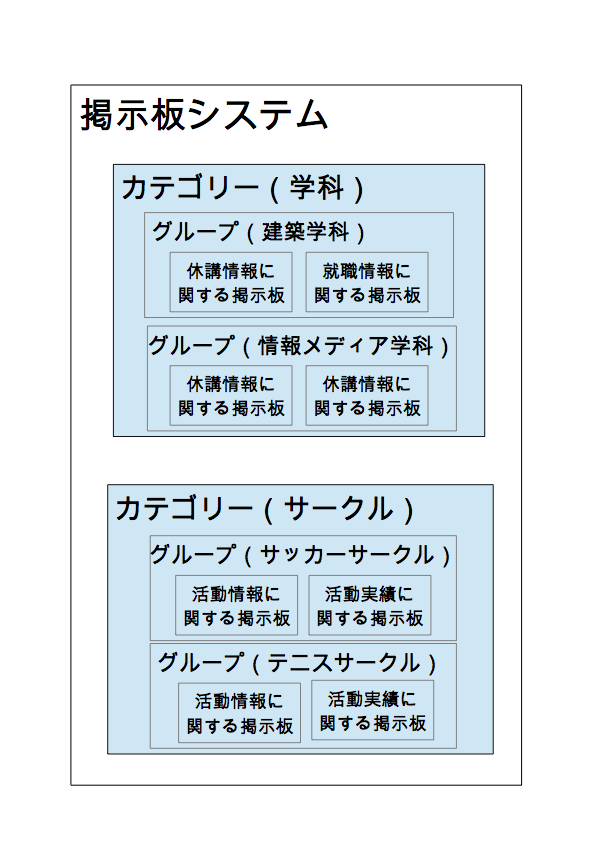 掲示板システム
カテゴリー(学科)
グループ(建築学科)
休講情報に
関する掲示板
就職情報に
関する掲示板
グループ(情報メディア学科)
休講情報に
関する掲示板
休講情報に
関する掲示板
カテゴリー(サークル)
グループ(サッカーサークル)
活動情報に
関する掲示板
活動実績に
関する掲示板
グループ(テニスサークル)
活動情報に
関する掲示板
活動実績に
関する掲示板